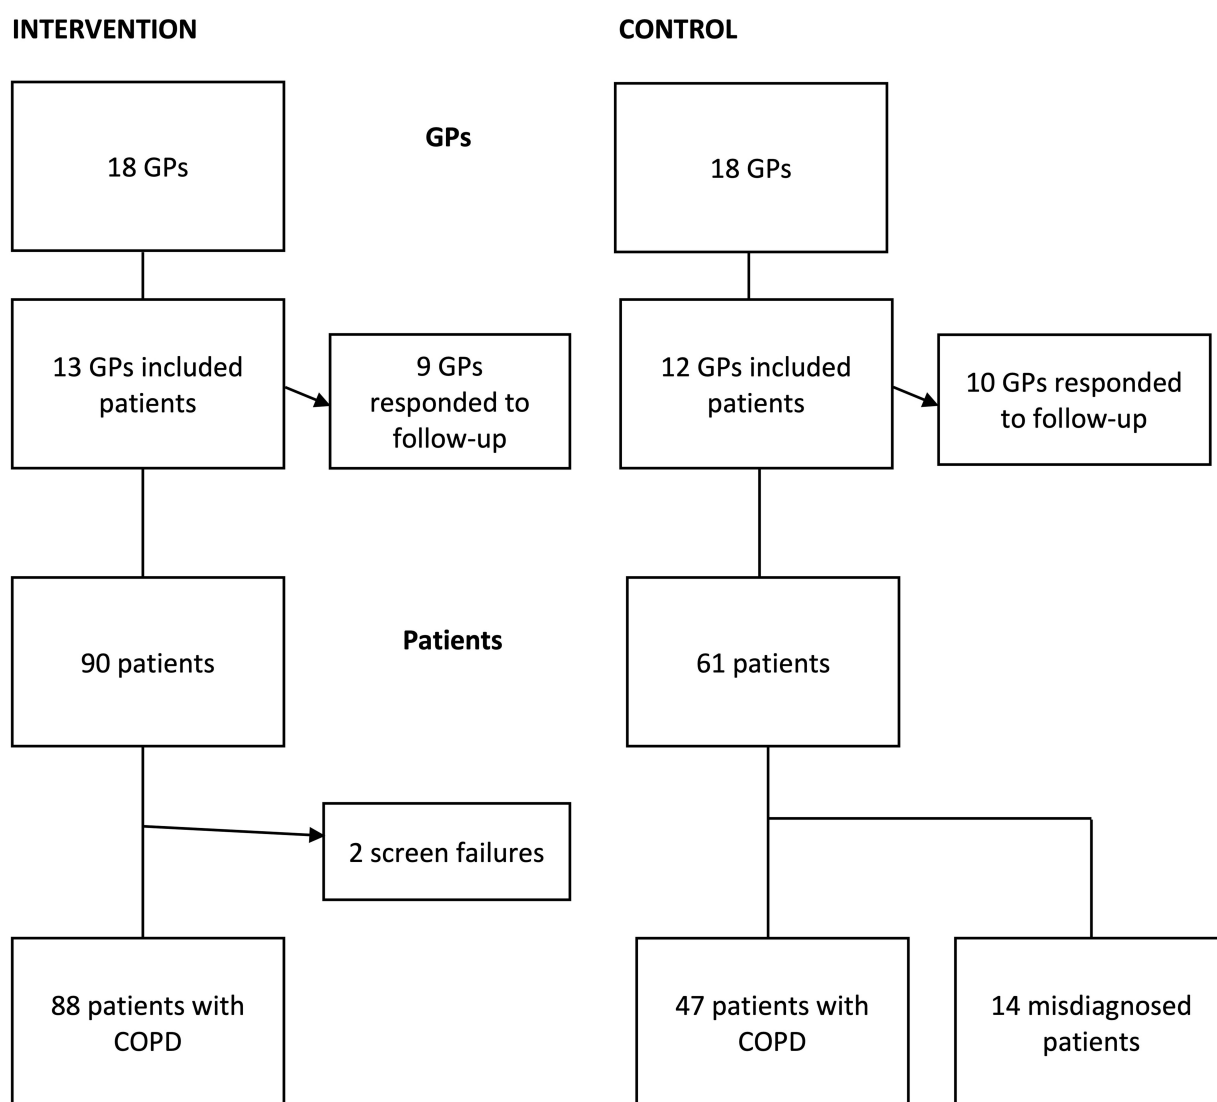 INTERVENTION
CONTROL
18 GPs
GPs
18 GPs
13 GPs included
patients
9 GPs
responded to
follow-up
12 GPs included
patients
10 GPs responded
to follow-up
90 patients
Patients
61 patients
2 screen failures
88 patients with
COPD
47 patients with
COPD
14 misdiagnosed
patients